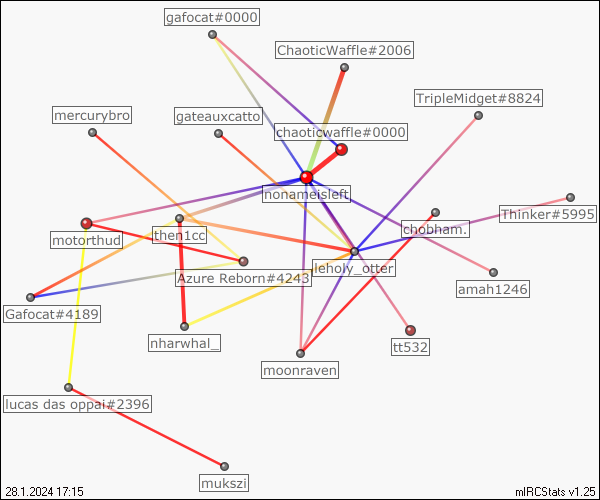 gafocat#0000
ChaoticWaffle#2006
TripleMidget#8824
mercurybro
gateauxcatto
chaoticwaffle#0000
nonameisleft
Thinker#5995
chobham.
then1cc
motorthud
leholy_otter
Azure Reborn#4243
amah1246
Gafocat#4189
nharwhal_
tt532
moonraven
lucas das oppai#2396
mukszi
28.1.2024 17:15
mIRCStats v1.25